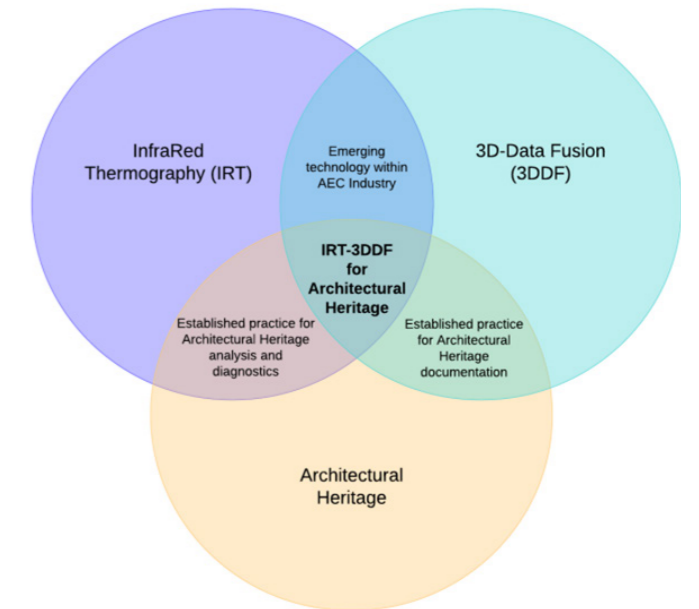 InfraRed
Thermography (IRT)
Emerging
technology within
AEC Industry
3D-Data Fusion
(3DDF)
IRT-3DDF
for
Architectural
Heritage
Established practice for
Architectural Heritage
analysis and
diagnostics
Established practice
for Architectural
Heritage
documentation
Architectural
Heritage